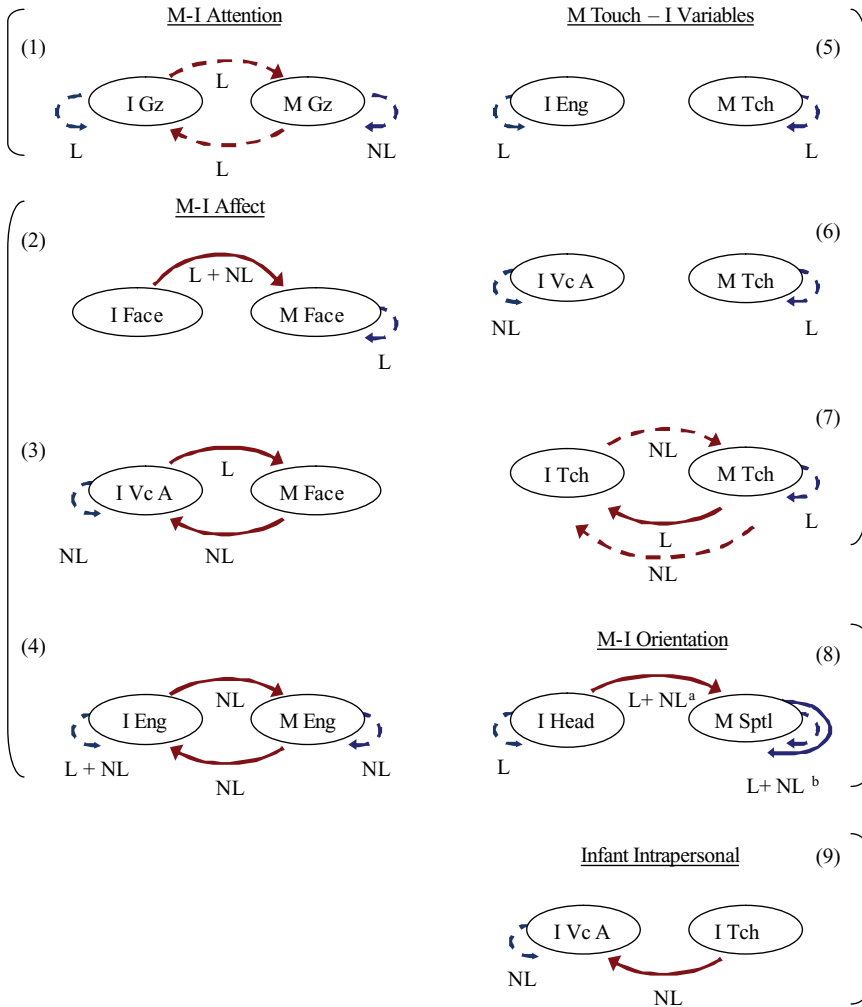 M-I Attention
(1)
I Gz
M Gz
L
L
L
NL
M-I Affect
(2)
L + NL
I Face
M Face
L
(3)
L
I Vc A
M Face
NL
NL
(4)
NL
I Eng
M Eng
L + NL
NL
NL
M Touch – I Variables
(5)
I Eng
M Tch
L
L
(6)
I Vc A
M Tch
NL
L
(7)
NL
I Tch
M Tch
L
L
NL
M-I Orientation
(8)
L+ NL a
I Head
M Sptl
L
L+ NL b
Infant Intrapersonal
(9)
I Vc A
I Tch
NL
NL